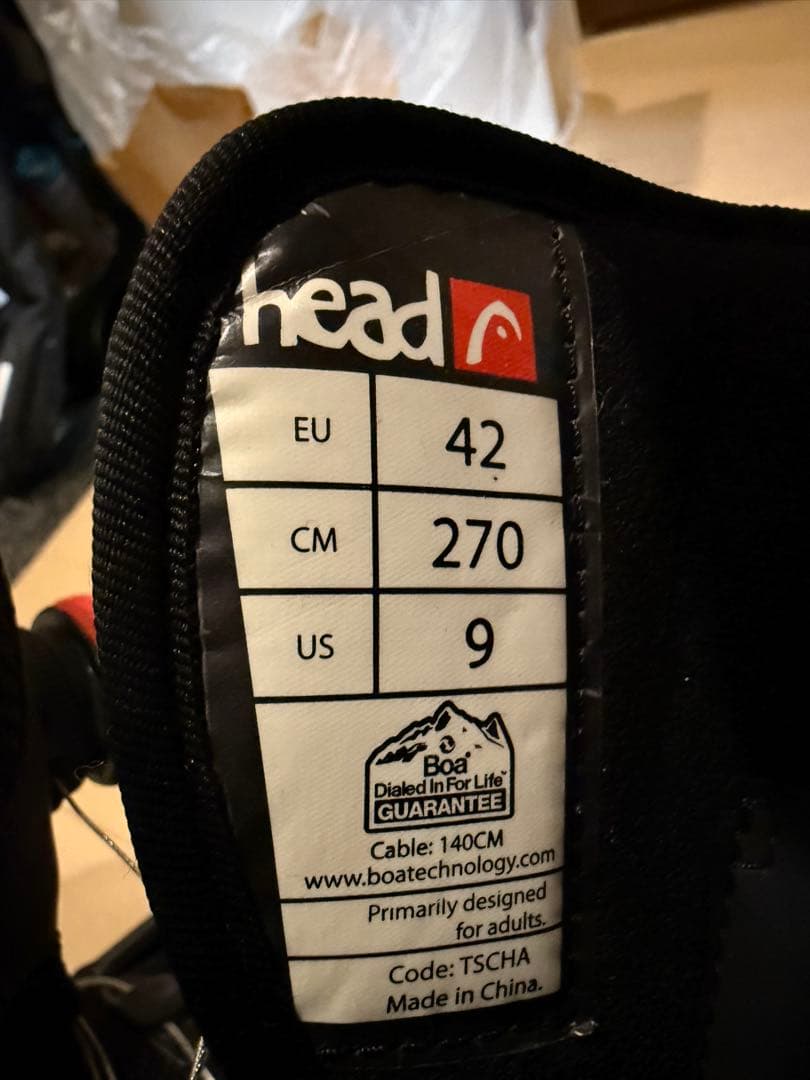 head
EU 42
CM 270
US 9
Boa®
Dialed In For Life™
GUARANTEE
Cable: 140CM
www.boatechnology.com
Primarily designed
for adults.
Code: TSCHA
Made in China.